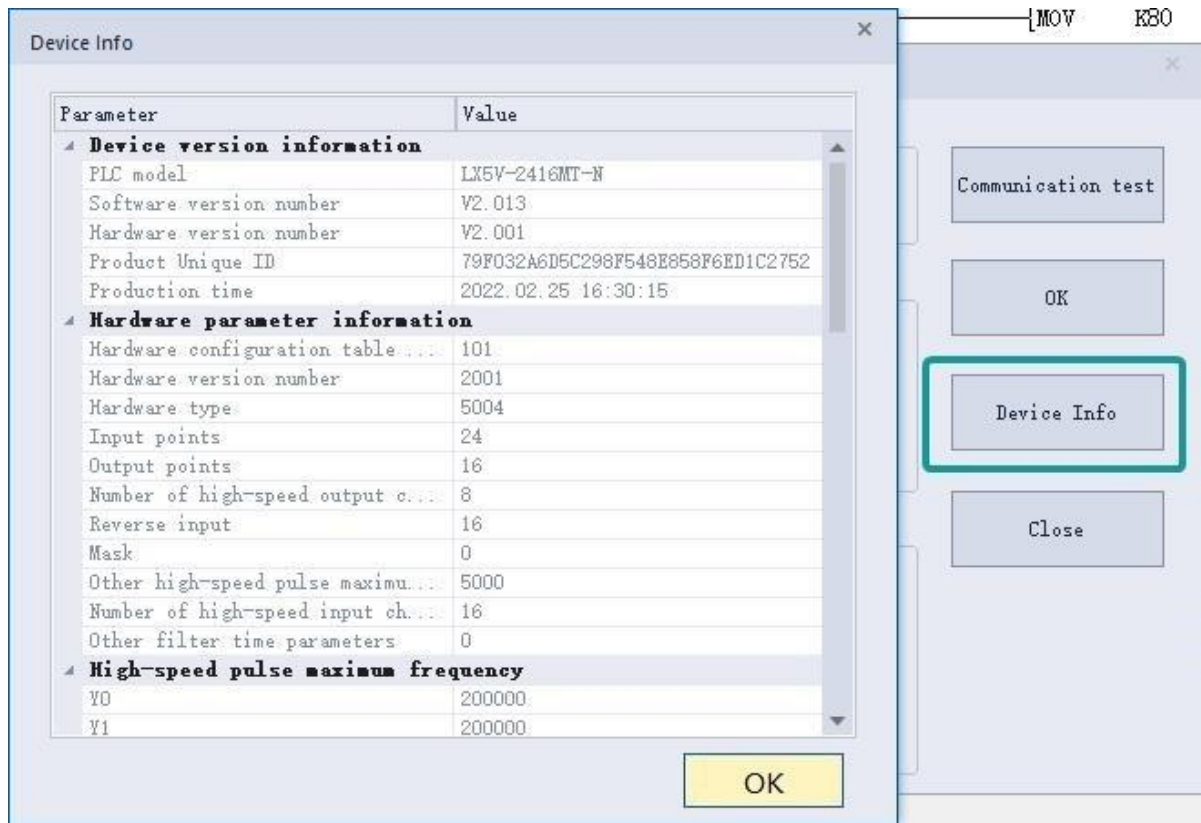 [MOV K80
Device Info
Parameter Value
Device version information
PLC model LX5V-2416MT-N
Software version number V2.013
Hardware version number V2.001
Product Unique ID 79F032A6D5C298F548E858F6ED1C2752
Production time 2022.02.25 16:30:15
Hardware parameter information
Hardware configuration table ... 101
Hardware version number 2001
Hardware type 5004
Input points 24
Output points 16
Number of high-speed output c... 8
Reverse input 16
Mask 0
Other high-speed pulse maximu... 5000
Number of high-speed input ch... 16
Other filter time parameters 0
High-speed pulse maximum frequency
Y0 200000
Y1 200000
OK
Communication test
OK
Device Info
Close